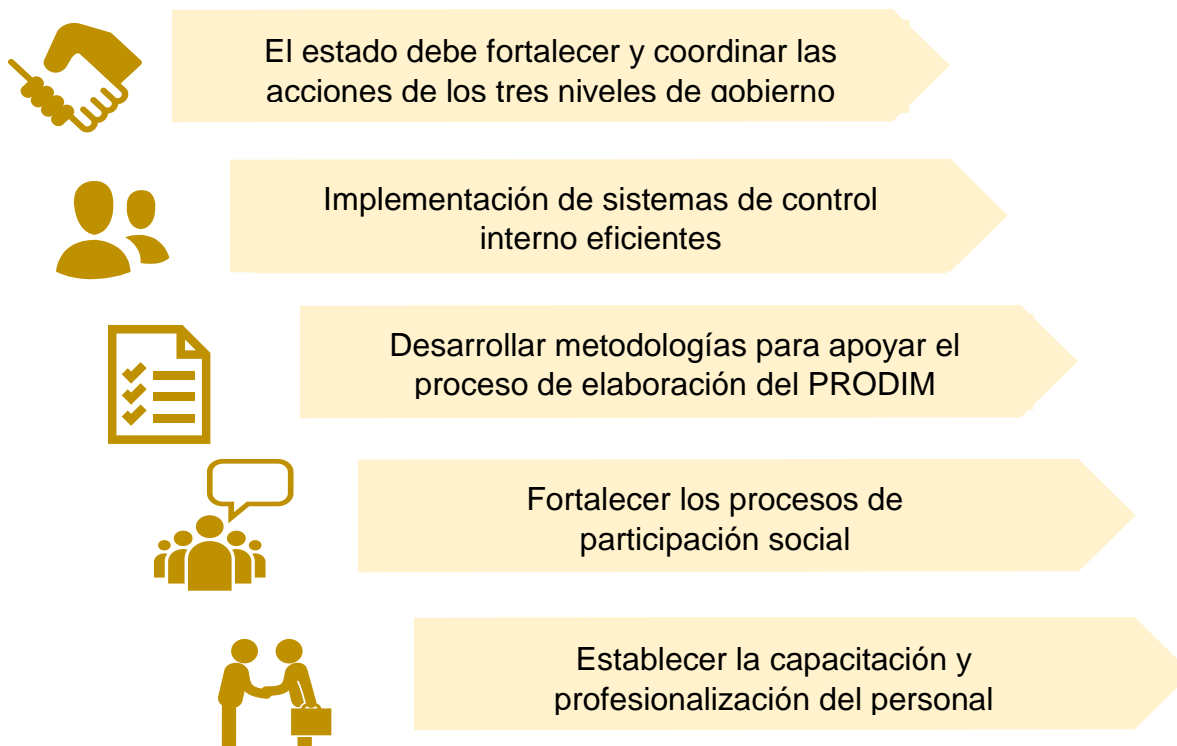 El estado debe fortalecer y coordinar las
acciones de los tres niveles de gobierno
Implementación de sistemas de control
interno eficientes
Desarrollar metodologías para apoyar el
proceso de elaboración del PRODIM
Fortalecer los procesos de
participación social
Establecer la capacitación y
profesionalización del personal